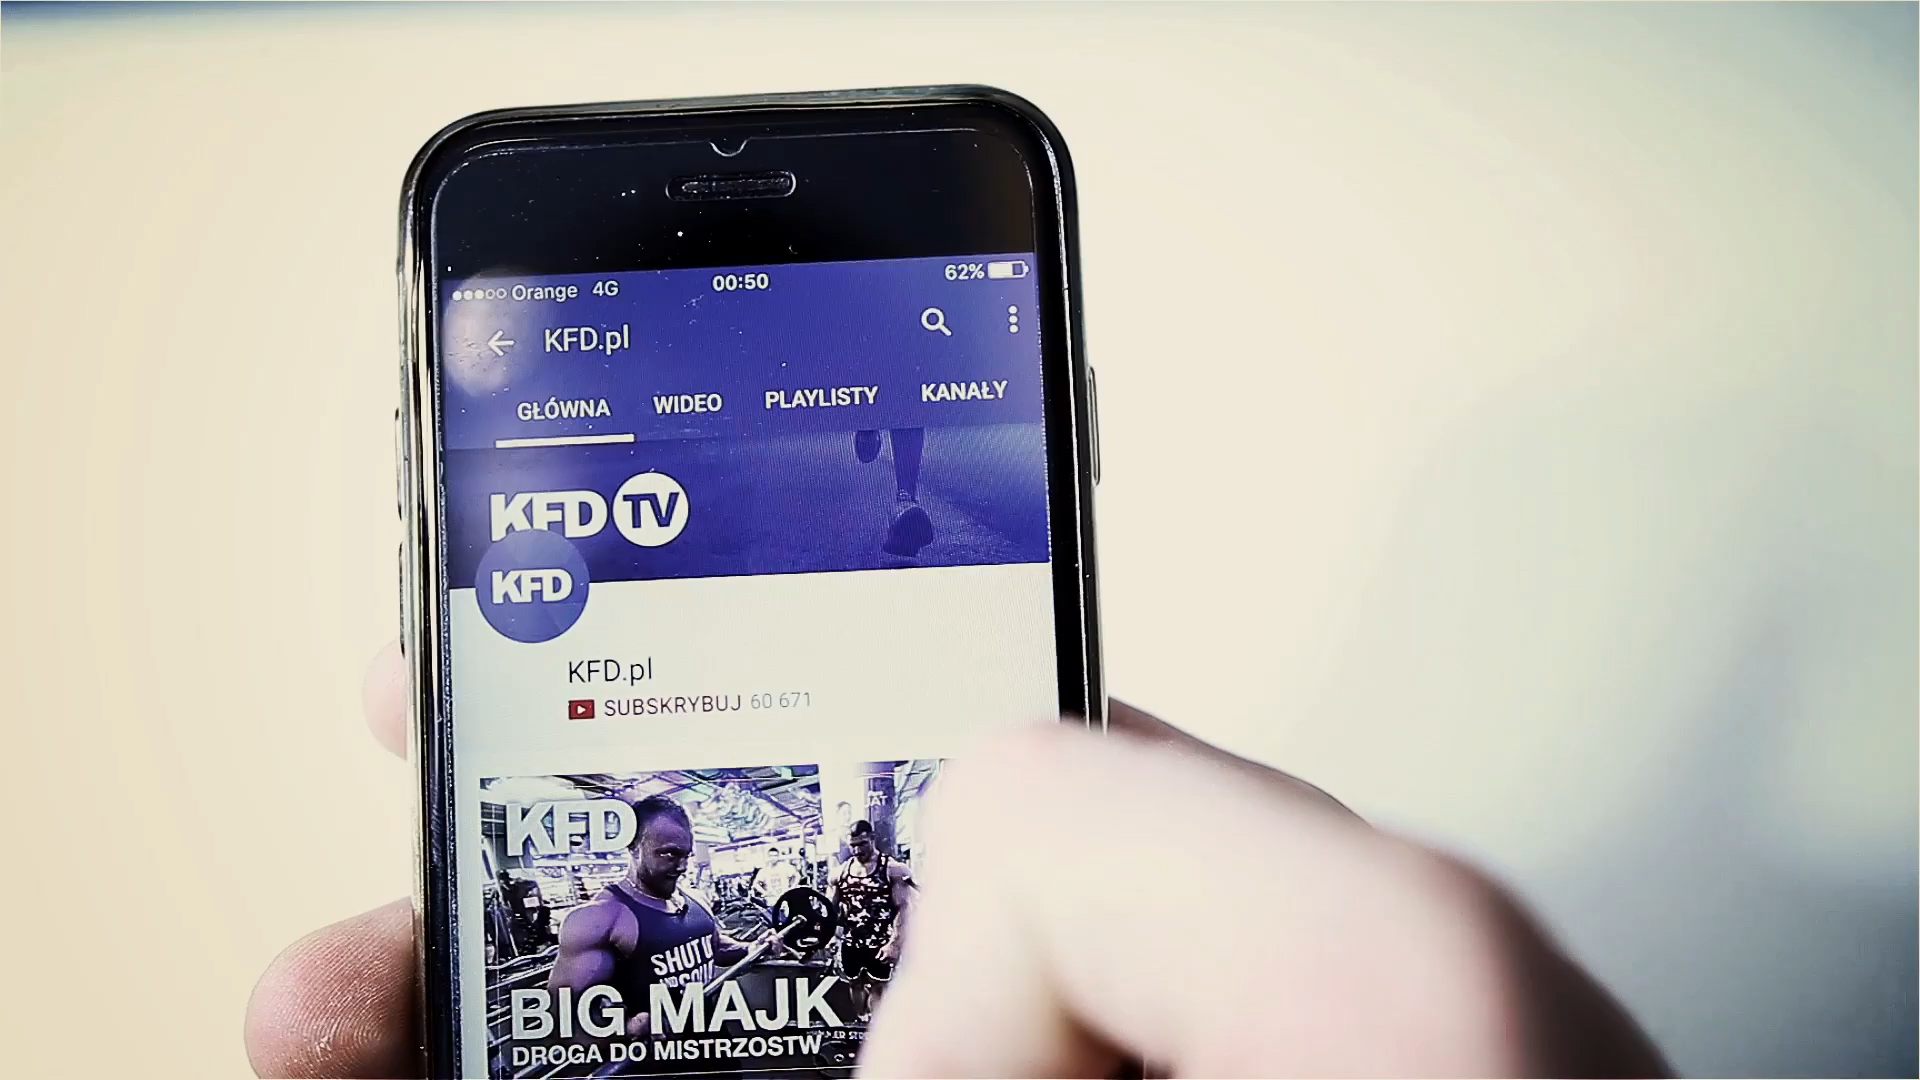 Orange 4G 00:50 62%
KFD.pl
GŁÓWNA WIDEO PLAYLISTY KANAŁY
KFD TV
KFD
KFD.pl
SUBSKRYBUJ 60 671
KFD
SHUT
BIG MAJK
DROGA DO MISTRZOSTW